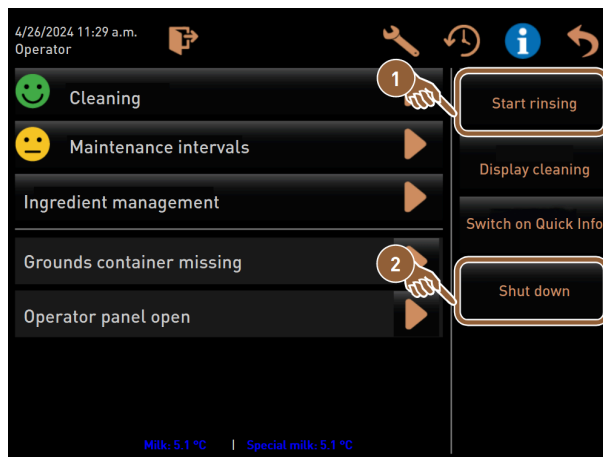 4/26/2024 11:29 a.m.
Operator
1
Cleaning
Start rinsing
Maintenance intervals
Display cleaning
Ingredient management
Switch on Quick Info
Grounds container missing
2
Shut down
Operator panel open
Milk: 5.1 °C | Special milk: 5.1 °C